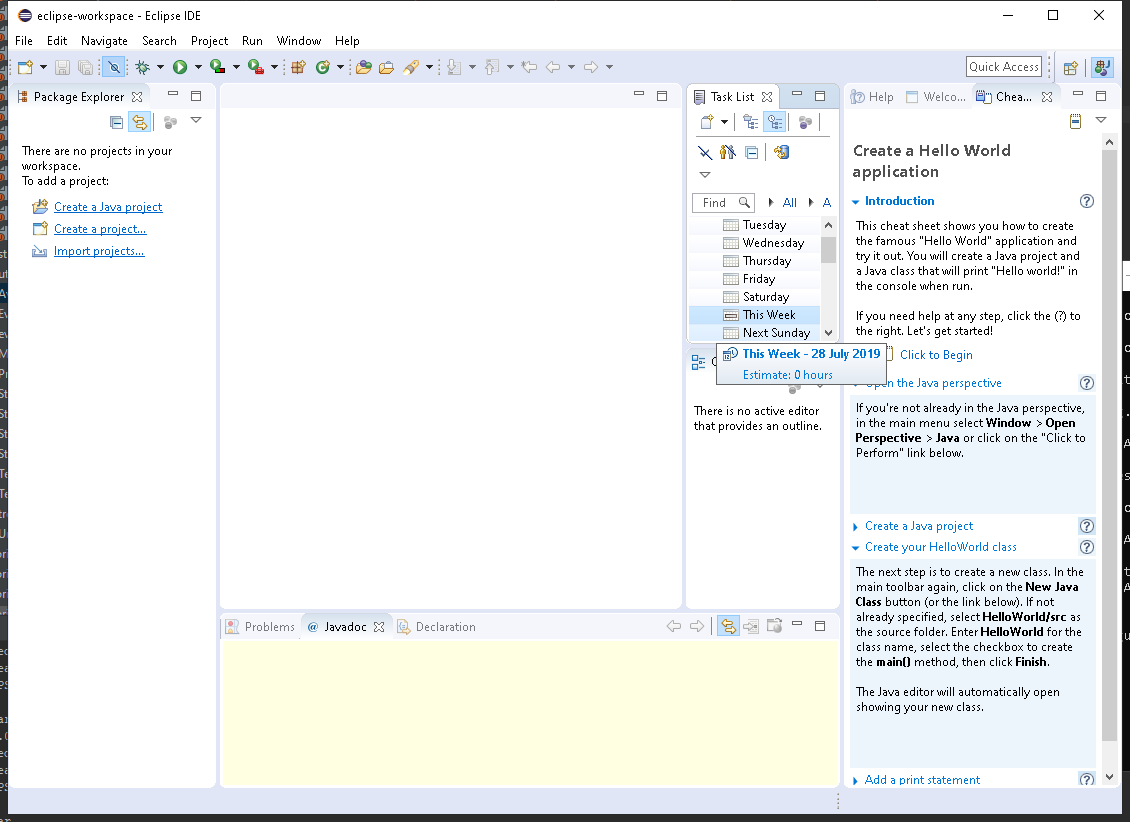 eclipse-workspace - Eclipse IDE
File Edit Navigate Search Project Run Window Help
Quick Access
Package Explorer
There are no projects in your
workspace.
To add a project:
Create a Java project
Create a project...
Import projects...
Task List
Find All A
Tuesday
Wednesday
Thursday
Friday
Saturday
This Week
Next Sunday
This Week - 28 July 2019
Estimate: 0 hours
There is no active editor
that provides an outline.
Help Welco... Chea...
Create a Hello World
application
Introduction
This cheat sheet shows you how to create
the famous "Hello World" application and
try it out. You will create a Java project and
a Java class that will print "Hello world!" in
the console when run.
If you need help at any step, click the (?) to
the right. Let's get started!
Click to Begin
Open the Java perspective
If you're not already in the Java perspective,
in the main menu select Window > Open
Perspective > Java or click on the "Click to
Perform" link below.
Create a Java project
Create your HelloWorld class
The next step is to create a new class. In the
main toolbar again, click on the New Java
Class button (or the link below). If not
already specified, select HelloWorld/src as
the source folder. Enter HelloWorld for the
class name, select the checkbox to create
the main() method, then click Finish.
The Java editor will automatically open
showing your new class.
Add a print statement
Problems @ Javadoc Declaration